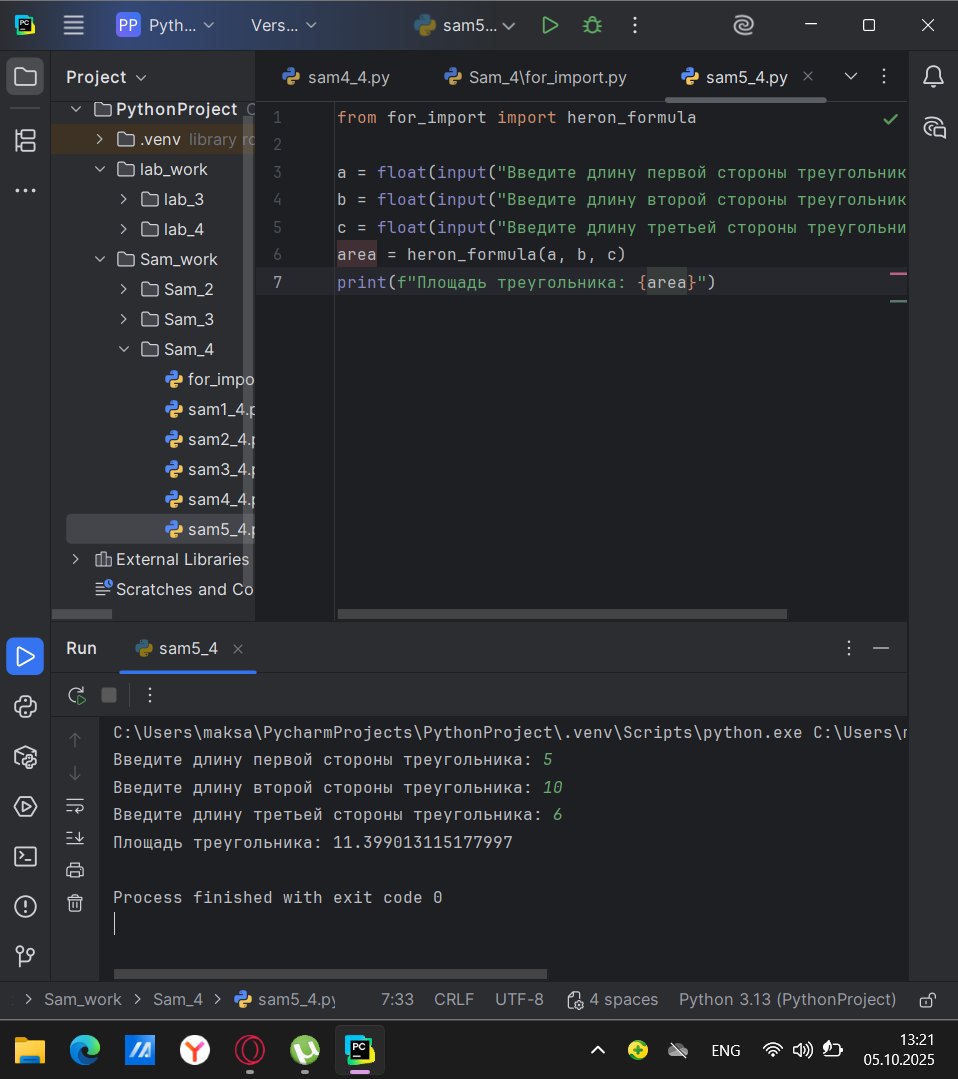 PC PP Pyth... Vers... sam5...
Project
PythonProject
.venv library
lab_work
lab_3
lab_4
Sam_work
Sam_2
Sam_3
Sam_4
for_impo
sam1_4.p
sam2_4.p
sam3_4.p
sam4_4.p
sam5_4.p
External Libraries
Scratches and Co
sam4_4.py Sam_4\for_import.py sam5_4.py
1 from for_import import heron_formula
2
3 a = float(input("Введите длину первой стороны треугольник
4 b = float(input("Введите длину второй стороны треугольник
5 c = float(input("Введите длину третьей стороны треугольни
6 area = heron_formula(a, b, c)
7 print(f"Площадь треугольника: {area}")
Run sam5_4
C:\Users\maksa\PycharmProjects\PythonProject\.venv\Scripts\python.exe C:\Users\m
Введите длину первой стороны треугольника: 5
Введите длину второй стороны треугольника: 10
Введите длину третьей стороны треугольника: 6
Площадь треугольника: 11.399013115177997
Process finished with exit code 0
Sam_work Sam_4 sam5_4.py 7:33 CRLF UTF-8 4 spaces Python 3.13 (PythonProject)
PC ENG 13:21
05.10.2025